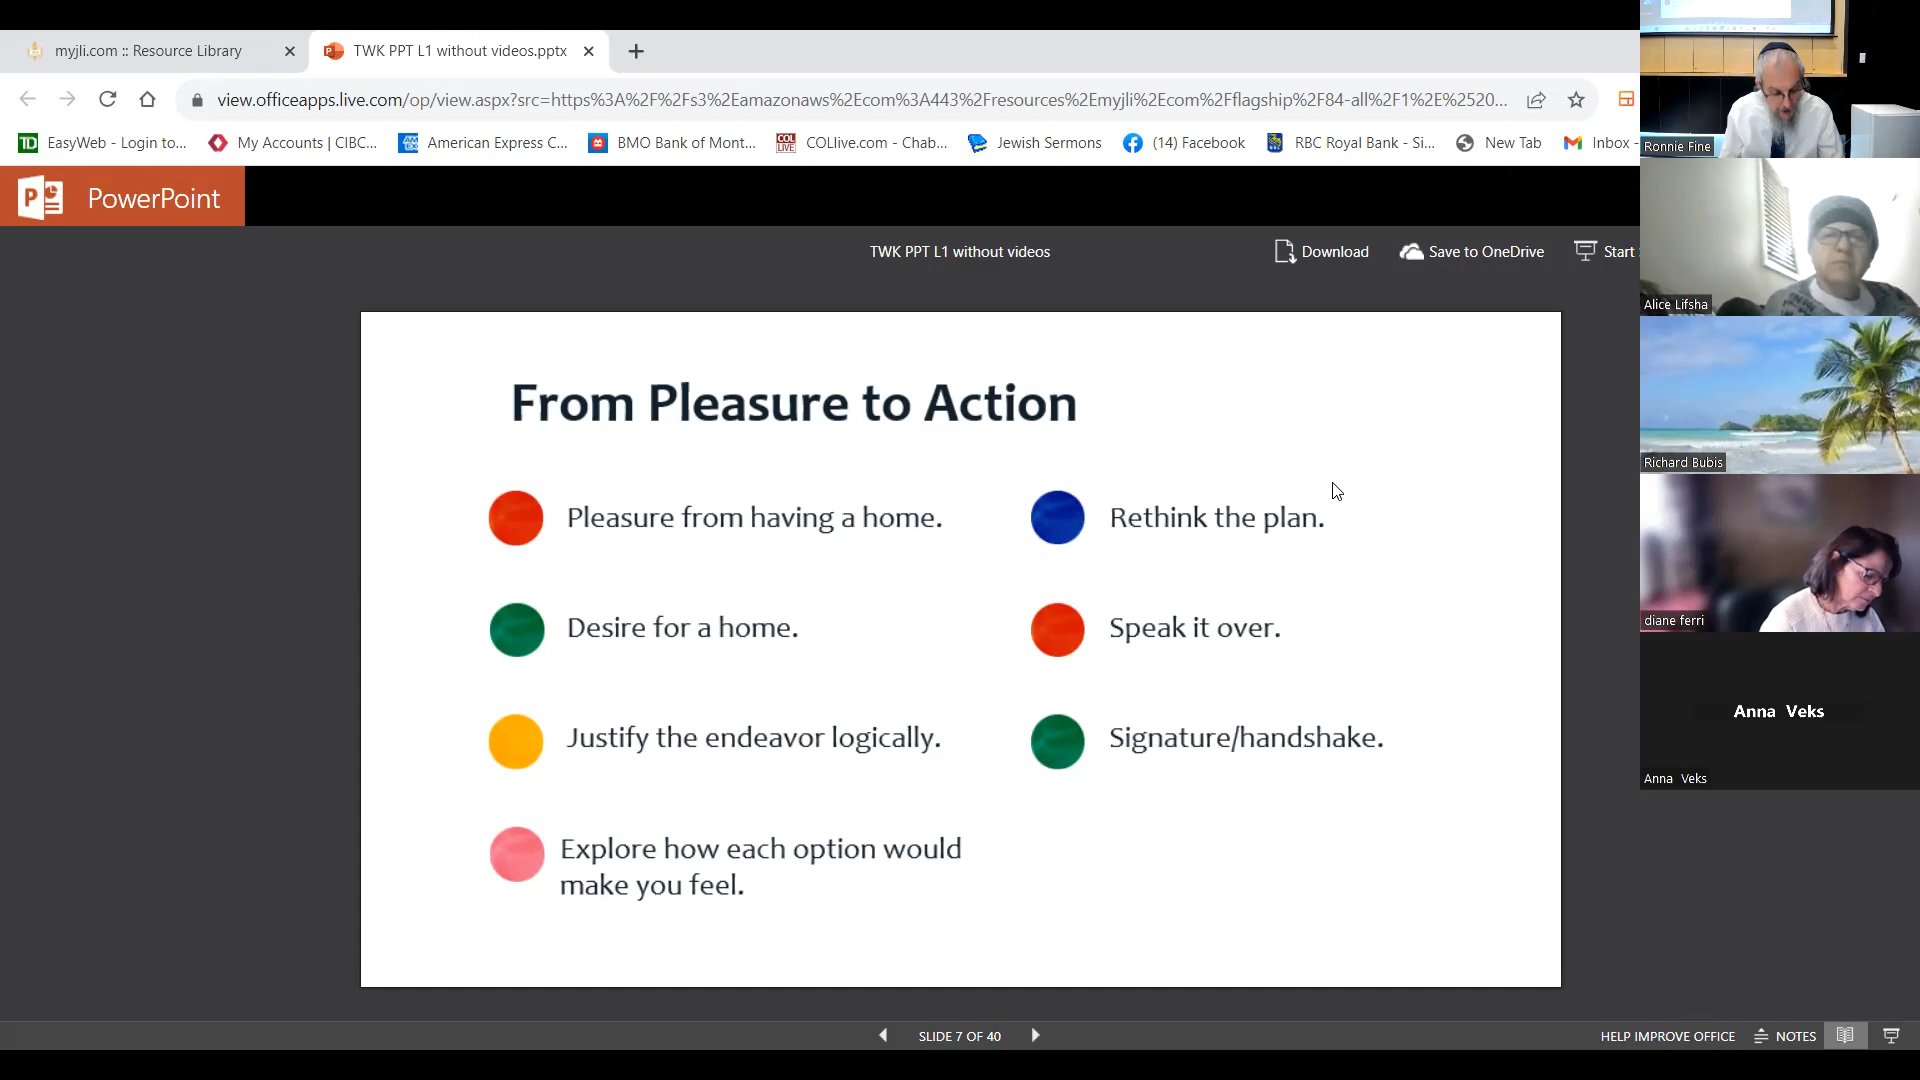 myjli.com :: Resource Library
TWK PPT L1 without videos.pptx
view.officeapps.live.com/op/view.aspx?src=https%3A%2F%2Fs3%2Eamazonaws%2Ecom%3A443%2Fresources%2Emyjli%2Ecom%2Fflagship%2F84-all%2F1%2E%2520...
EasyWeb - Login to...
My Accounts | CIBC...
American Express C...
BMO Bank of Mont...
COLlive.com - Chab...
Jewish Sermons
(14) Facebook
RBC Royal Bank - Si...
New Tab
Inbox -
PowerPoint
TWK PPT L1 without videos
Download
Save to OneDrive
Start
From Pleasure to Action
Pleasure from having a home.
Desire for a home.
Justify the endeavor logically.
Explore how each option would
make you feel.
Rethink the plan.
Speak it over.
Signature/handshake.
SLIDE 7 OF 40
HELP IMPROVE OFFICE
NOTES
Ronnie Fine
Alice Lifsha
Richard Bubis
diane ferri
Anna Veks
Anna Veks